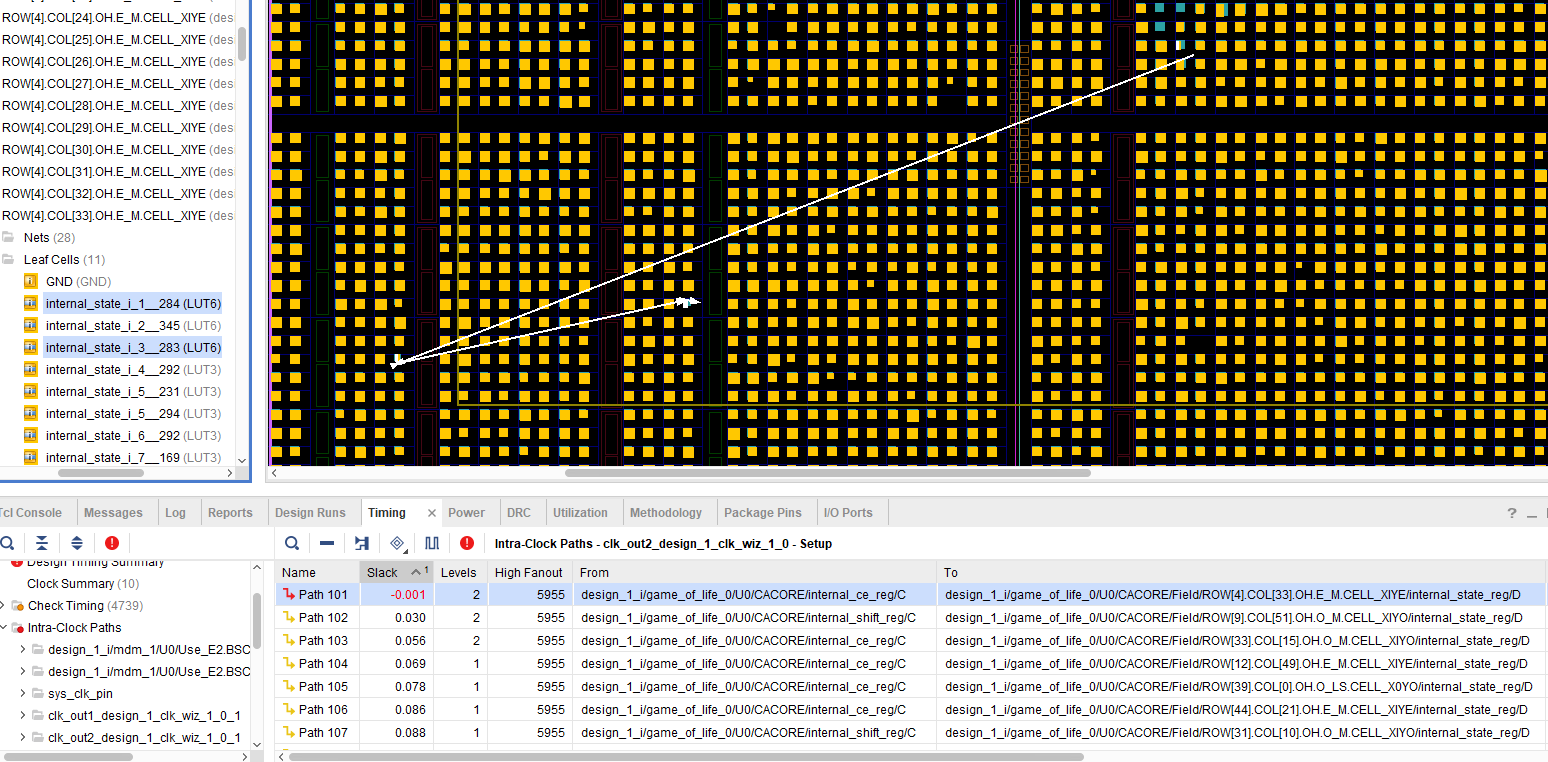 ROW[4].COL[24].OH.E_M.CELL_XIYE (des
ROW[4].COL[25].OH.E_M.CELL_XIYE (des
ROW[4].COL[26].OH.E_M.CELL_XIYE (des
ROW[4].COL[27].OH.E_M.CELL_XIYE (des
ROW[4].COL[28].OH.E_M.CELL_XIYE (des
ROW[4].COL[29].OH.E_M.CELL_XIYE (des
ROW[4].COL[30].OH.E_M.CELL_XIYE (des
ROW[4].COL[31].OH.E_M.CELL_XIYE (des
ROW[4].COL[32].OH.E_M.CELL_XIYE (des
ROW[4].COL[33].OH.E_M.CELL_XIYE (des
Nets (28)
Leaf Cells (11)
GND (GND)
internal_state_i_1__284 (LUT6)
internal_state_i_2__345 (LUT6)
internal_state_i_3__283 (LUT6)
internal_state_i_4__292 (LUT3)
internal_state_i_5__231 (LUT3)
internal_state_i_5__294 (LUT3)
internal_state_i_6__292 (LUT3)
internal_state_i_7__169 (LUT3)
Tcl Console Messages Log Reports Design Runs Timing Power DRC Utilization Methodology Package Pins I/O Ports
Intra-Clock Paths - clk_out2_design_1_clk_wiz_1_0 - Setup
Design Timing Summary
Clock Summary (10)
Check Timing (4739)
Intra-Clock Paths
design_1_i/mdm_1/U0/Use_E2.BSC
design_1_i/mdm_1/U0/Use_E2.BSC
sys_clk_pin
clk_out1_design_1_clk_wiz_1_0_1
clk_out2_design_1_clk_wiz_1_0_1
Name Slack 1 Levels High Fanout From To
Path 101 -0.001 2 5955 design_1_i/game_of_life_0/U0/CACORE/internal_ce_reg/C design_1_i/game_of_life_0/U0/CACORE/Field/ROW[4].COL[33].OH.E_M.CELL_XIYE/internal_state_reg/D
Path 102 0.030 2 5955 design_1_i/game_of_life_0/U0/CACORE/internal_shift_reg/C design_1_i/game_of_life_0/U0/CACORE/Field/ROW[9].COL[51].OH.O_M.CELL_XIYO/internal_state_reg/D
Path 103 0.056 2 5955 design_1_i/game_of_life_0/U0/CACORE/internal_ce_reg/C design_1_i/game_of_life_0/U0/CACORE/Field/ROW[33].COL[15].OH.O_M.CELL_XIYO/internal_state_reg/D
Path 104 0.069 1 5955 design_1_i/game_of_life_0/U0/CACORE/internal_ce_reg/C design_1_i/game_of_life_0/U0/CACORE/Field/ROW[12].COL[49].OH.E_M.CELL_XIYE/internal_state_reg/D
Path 105 0.078 1 5955 design_1_i/game_of_life_0/U0/CACORE/internal_ce_reg/C design_1_i/game_of_life_0/U0/CACORE/Field/ROW[39].COL[0].OH.O_LS.CELL_X0YO/internal_state_reg/D
Path 106 0.086 1 5955 design_1_i/game_of_life_0/U0/CACORE/internal_ce_reg/C design_1_i/game_of_life_0/U0/CACORE/Field/ROW[44].COL[21].OH.E_M.CELL_XIYE/internal_state_reg/D
Path 107 0.088 1 5955 design_1_i/game_of_life_0/U0/CACORE/internal_shift_reg/C design_1_i/game_of_life_0/U0/CACORE/Field/ROW[31].COL[10].OH.O_M.CELL_XIYO/internal_state_reg/D